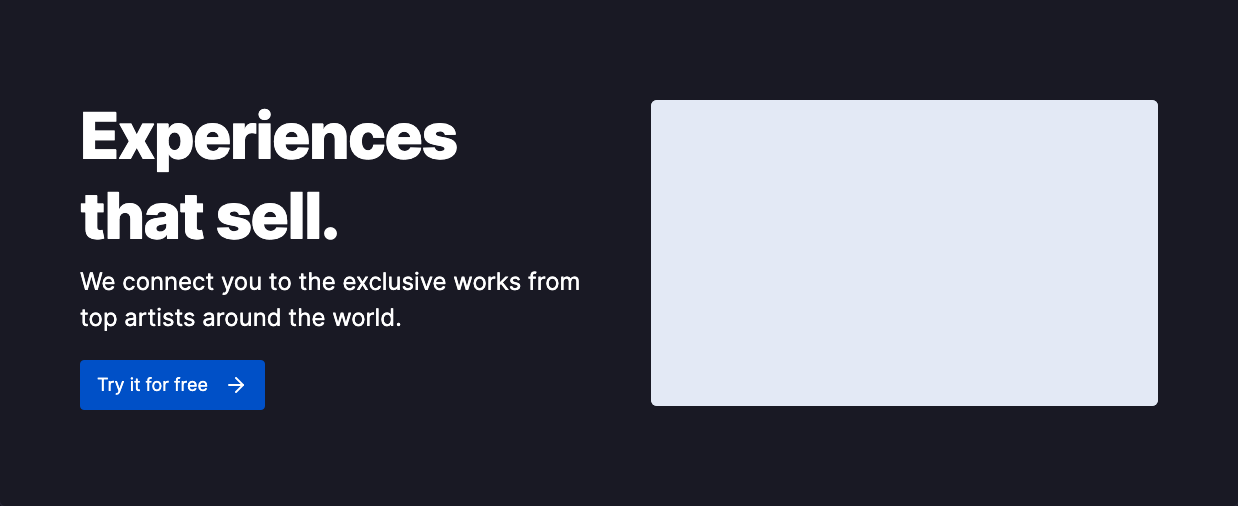 Experiences
that sell.
We connect you to the exclusive works from
top artists around the world.
Try it for free